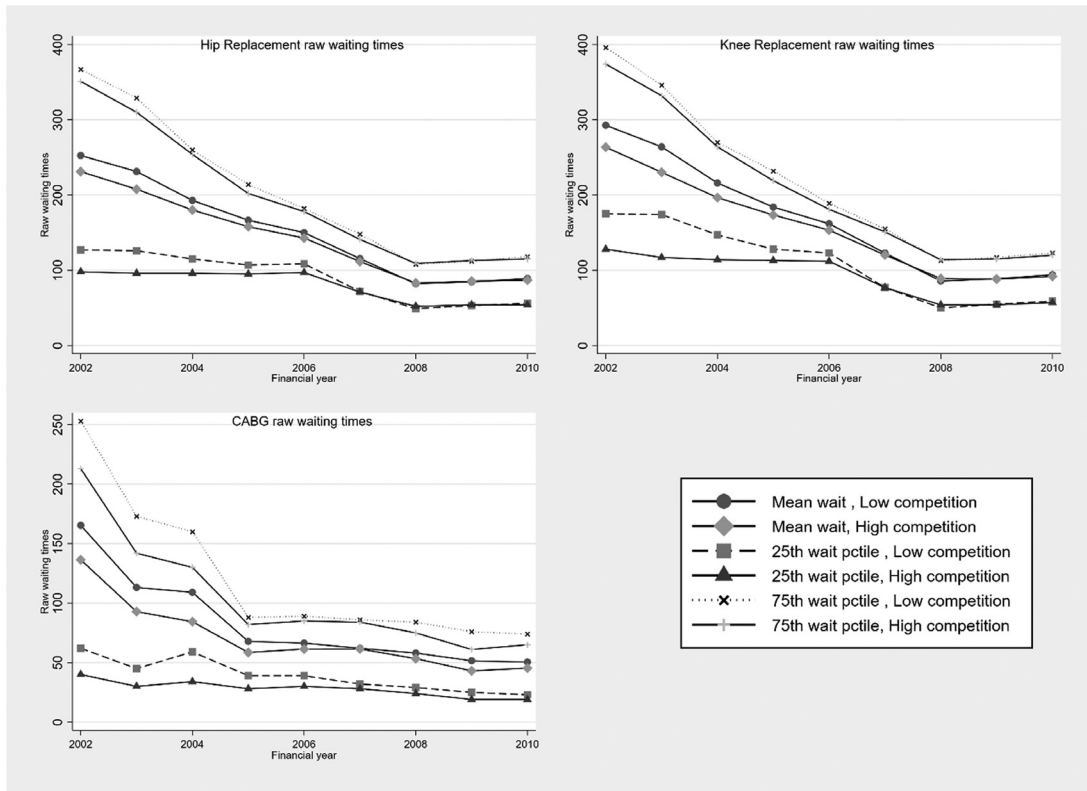 Hip Replacement raw waiting times
Raw waiting times
400
300
200
100
0
2002 2004 2006 2008 2010
Financial year
Knee Replacement raw waiting times
Raw waiting times
400
300
200
100
0
2002 2004 2006 2008 2010
Financial year
CABG raw waiting times
Raw waiting times
250
200
150
100
50
0
2002 2004 2006 2008 2010
Financial year
Mean wait , Low competition
Mean wait, High competition
25th wait pctile , Low competition
25th wait pctile, High competition
75th wait pctile , Low competition
75th wait pctile, High competition